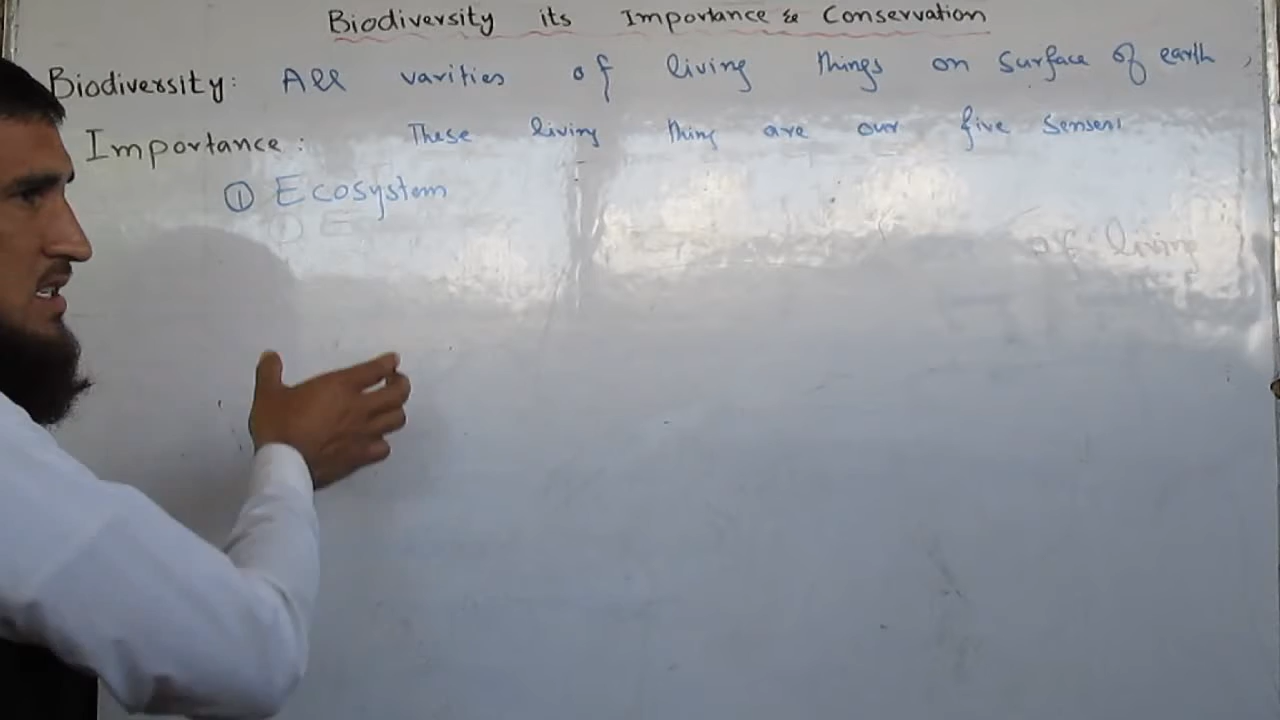 Biodiversity its Importance & Conservation
Biodiversity: All varities of living things on surface of earth,
Importance: These living thing are our five senses.
① Ecosystem
of living